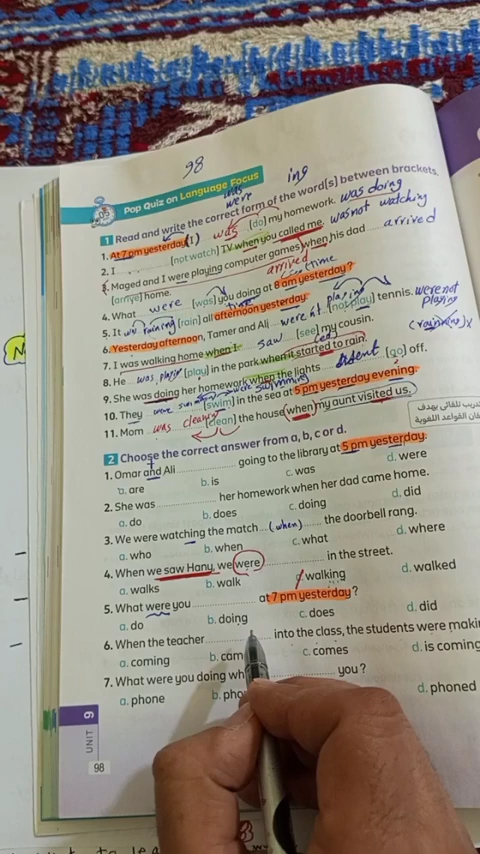 98
Pop Quiz on Language Focus
ing
was
were
1 Read and write the correct form of the word(s) between brackets.
1. At 7 pm yesterday (I) was [do] my homework. was doing
2. I [not watch] TV when you called me. was not watching
3. Maged and I were playing computer games when his dad arrived
[arrive] home. arrived
4. What were [was] you doing at 8 am yesterday?
5. It was raining [rain] all afternoon yesterday.
6. Yesterday afternoon, Tamer and Ali were not playing [not play] tennis. were not playing
7. I was walking home when I saw [see] my cousin.
8. He was playing [play] in the park when it started to rain.
9. She was doing her homework when the lights went [go] off.
10. They were swimming [swim] in the sea at 5 pm yesterday evening.
11. Mom was cleaning [clean] the house when my aunt visited us.
2 Choose the correct answer from a, b, c or d.
1. Omar and Ali going to the library at 5 pm yesterday.
a. are b. is c. was d. were
2. She was her homework when her dad came home.
a. do b. does c. doing d. did
3. We were watching the match (when) the doorbell rang.
a. who b. when c. what d. where
4. When we saw Hany, we were in the street.
a. walks b. walk c. walking d. walked
5. What were you at 7 pm yesterday?
a. do b. doing c. does d. did
6. When the teacher into the class, the students were
a. coming c. comes d. is coming
7. What were you doing you?
a. phone d. phoned
UNIT 9
98